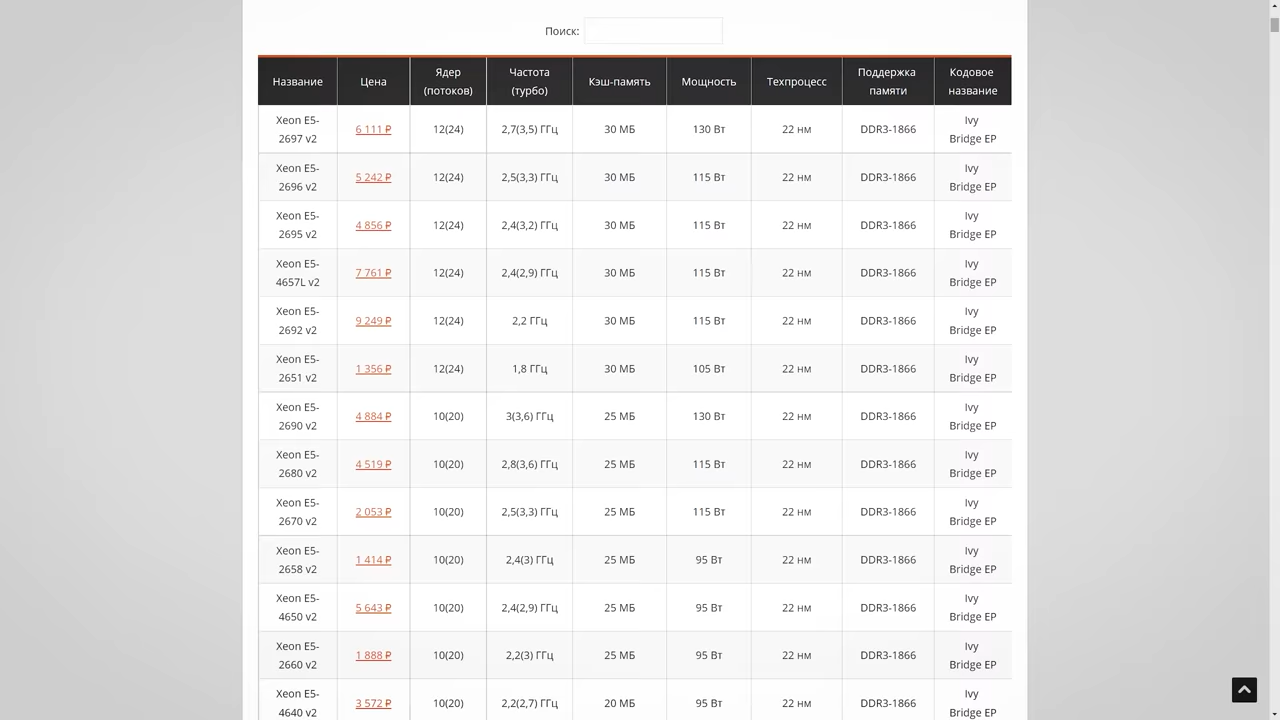 Поиск:
Название Цена Ядер (потоков) Частота (турбо) Кэш-память Мощность Техпроцесс Поддержка памяти Кодовое название
Xeon E5-2697 v2 6 111 ₽ 12(24) 2,7(3,5) ГГц 30 МБ 130 Вт 22 нм DDR3-1866 Ivy Bridge EP
Xeon E5-2696 v2 5 242 ₽ 12(24) 2,5(3,3) ГГц 30 МБ 115 Вт 22 нм DDR3-1866 Ivy Bridge EP
Xeon E5-2695 v2 4 856 ₽ 12(24) 2,4(3,2) ГГц 30 МБ 115 Вт 22 нм DDR3-1866 Ivy Bridge EP
Xeon E5-4657L v2 7 761 ₽ 12(24) 2,4(2,9) ГГц 30 МБ 115 Вт 22 нм DDR3-1866 Ivy Bridge EP
Xeon E5-2692 v2 9 249 ₽ 12(24) 2,2 ГГц 30 МБ 115 Вт 22 нм DDR3-1866 Ivy Bridge EP
Xeon E5-2651 v2 1 356 ₽ 12(24) 1,8 ГГц 30 МБ 105 Вт 22 нм DDR3-1866 Ivy Bridge EP
Xeon E5-2690 v2 4 884 ₽ 10(20) 3(3,6) ГГц 25 МБ 130 Вт 22 нм DDR3-1866 Ivy Bridge EP
Xeon E5-2680 v2 4 519 ₽ 10(20) 2,8(3,6) ГГц 25 МБ 115 Вт 22 нм DDR3-1866 Ivy Bridge EP
Xeon E5-2670 v2 2 053 ₽ 10(20) 2,5(3,3) ГГц 25 МБ 115 Вт 22 нм DDR3-1866 Ivy Bridge EP
Xeon E5-2658 v2 1 414 ₽ 10(20) 2,4(3) ГГц 25 МБ 95 Вт 22 нм DDR3-1866 Ivy Bridge EP
Xeon E5-4650 v2 5 643 ₽ 10(20) 2,4(2,9) ГГц 25 МБ 95 Вт 22 нм DDR3-1866 Ivy Bridge EP
Xeon E5-2660 v2 1 888 ₽ 10(20) 2,2(3) ГГц 25 МБ 95 Вт 22 нм DDR3-1866 Ivy Bridge EP
Xeon E5-4640 v2 3 572 ₽ 10(20) 2,2(2,7) ГГц 20 МБ 95 Вт 22 нм DDR3-1866 Ivy Bridge EP